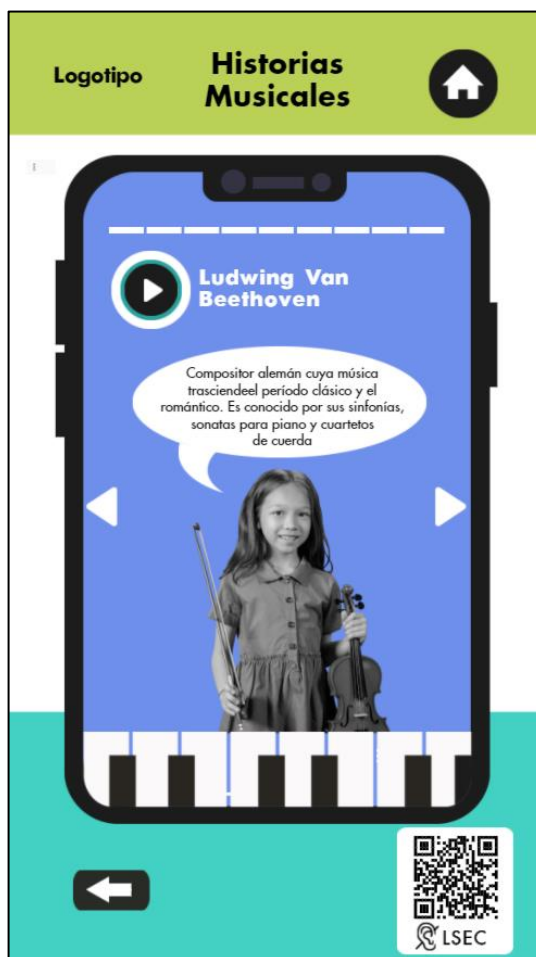 Logotipo
Historias
Musicales
Ludwing Van
Beethoven
Compositor alemán cuya música
trasciendeel período clásico y el
romántico. Es conocido por sus sinfonías,
sonatas para piano y cuartetos
de cuerda
LSEC